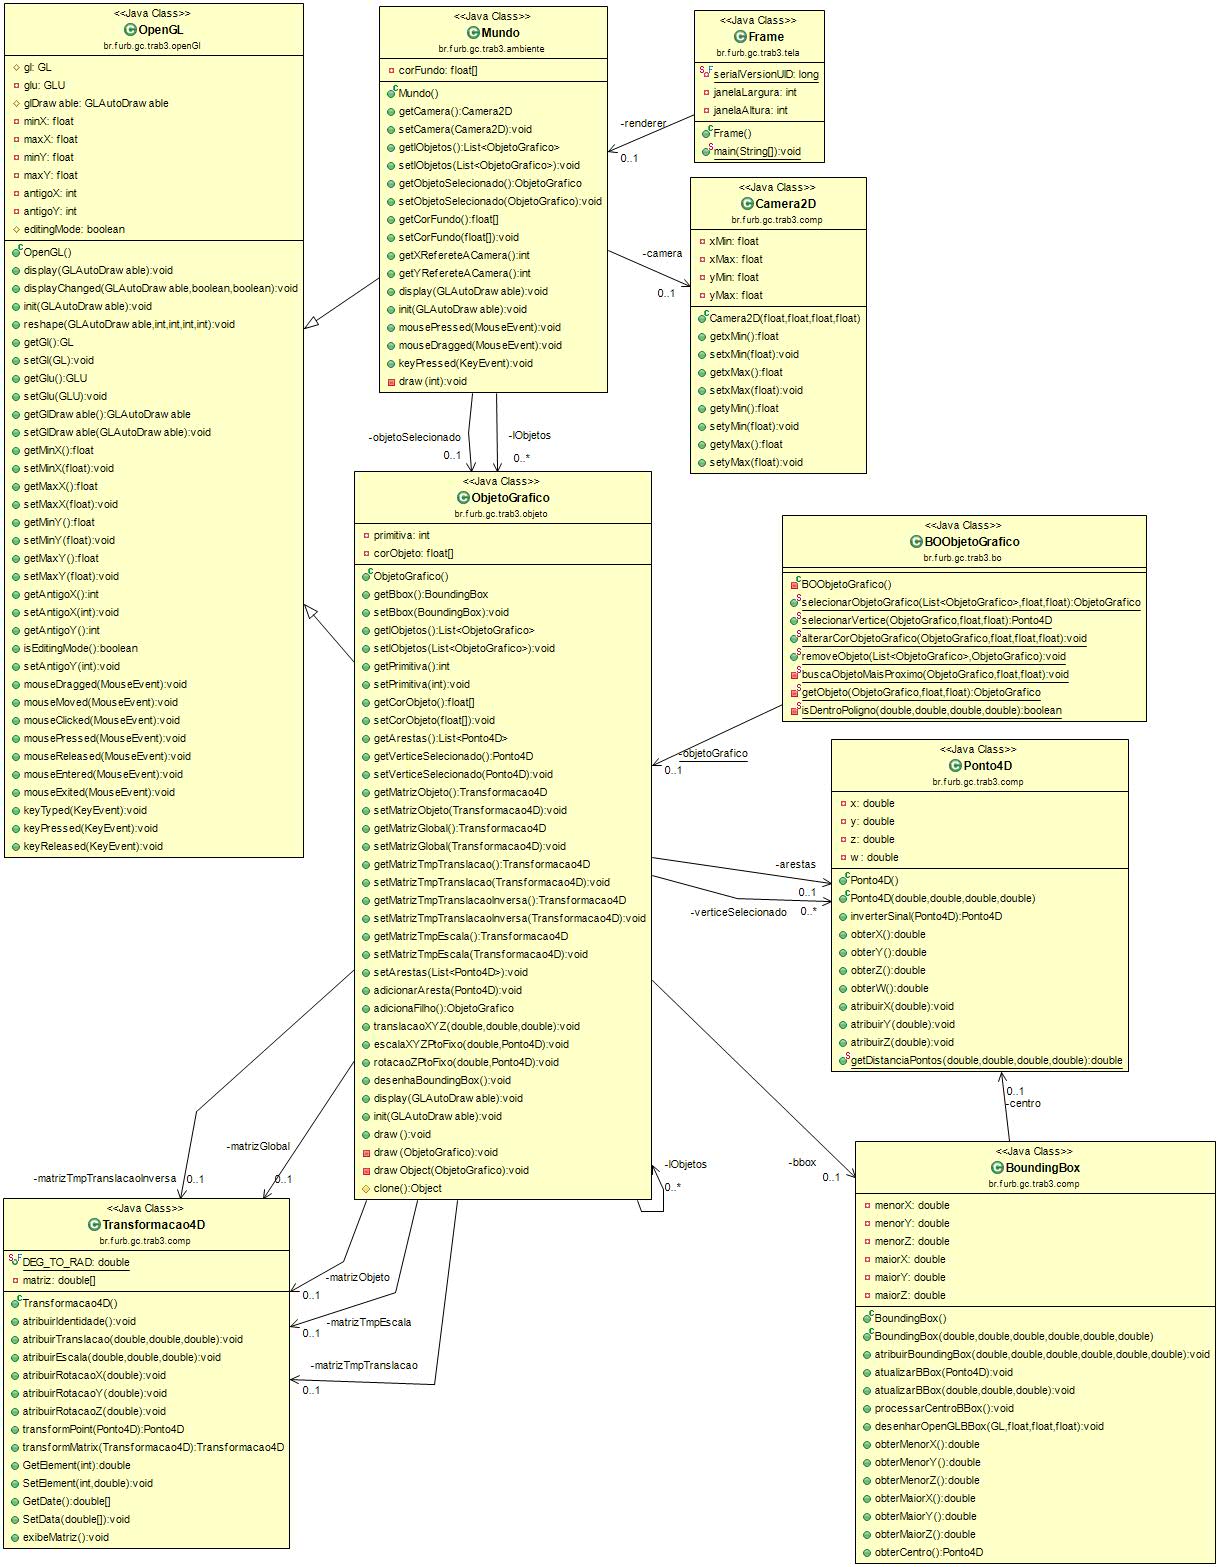 <<Java Class>>
OpenGL
br.furb.gc.trab3.openGl
gl: GL
glu: GLU
glDrawable: GLAutoDrawable
minX: float
maxX: float
minY: float
maxY: float
antigoX: int
antigoY: int
editingMode: boolean
OpenGL()
display(GLAutoDrawable):void
displayChanged(GLAutoDrawable,boolean,boolean):void
init(GLAutoDrawable):void
reshape(GLAutoDrawable,int,int,int,int):void
getGl():GL
setGl(GL):void
getGlu():GLU
setGlu(GLU):void
getGlDrawable():GLAutoDrawable
setGlDrawable(GLAutoDrawable):void
getMinX():float
setMinX(float):void
getMaxX():float
setMaxX(float):void
getMinY():float
setMinY(float):void
getMaxY():float
setMaxY(float):void
getAntigoX():int
setAntigoX(int):void
getAntigoY():int
isEditingMode():boolean
setAntigoY(int):void
mouseDragged(MouseEvent):void
mouseMoved(MouseEvent):void
mouseClicked(MouseEvent):void
mousePressed(MouseEvent):void
mouseReleased(MouseEvent):void
mouseEntered(MouseEvent):void
mouseExited(MouseEvent):void
keyTyped(KeyEvent):void
keyPressed(KeyEvent):void
keyReleased(KeyEvent):void
<<Java Class>>
Mundo
br.furb.gc.trab3.ambiente
corFundo: float[]
Mundo()
getCamera():Camera2D
setCamera(Camera2D):void
getlObjetos():List<ObjetoGrafico>
setlObjetos(List<ObjetoGrafico>):void
getObjetoSelecionado():ObjetoGrafico
setObjetoSelecionado(ObjetoGrafico):void
getCorFundo():float[]
setCorFundo(float[]):void
getXRefereteACamera():int
getYRefereteACamera():int
display(GLAutoDrawable):void
init(GLAutoDrawable):void
mousePressed(MouseEvent):void
mouseDragged(MouseEvent):void
keyPressed(KeyEvent):void
draw(int):void
<<Java Class>>
Frame
br.furb.gc.trab3.tela
serialVersionUID: long
janelaLargura: int
janelaAltura: int
Frame()
main(String[]):void
-renderer
0..1
<<Java Class>>
Camera2D
br.furb.gc.trab3.comp
xMin: float
xMax: float
yMin: float
yMax: float
Camera2D(float,float,float,float)
getxMin():float
setxMin(float):void
getxMax():float
setxMax(float):void
getyMin():float
setyMin(float):void
getyMax():float
setyMax(float):void
-camera
0..1
-objetoSelecionado
0..1
-lObjetos
0..*
<<Java Class>>
ObjetoGrafico
br.furb.gc.trab3.objeto
primitiva: int
corObjeto: float[]
ObjetoGrafico()
getBbox():BoundingBox
setBbox(BoundingBox):void
getlObjetos():List<ObjetoGrafico>
setlObjetos(List<ObjetoGrafico>):void
getPrimitiva():int
setPrimitiva(int):void
getCorObjeto():float[]
setCorObjeto(float[]):void
getArestas():List<Ponto4D>
getVerticeSelecionado():Ponto4D
setVerticeSelecionado(Ponto4D):void
getMatrizObjeto():Transformacao4D
setMatrizObjeto(Transformacao4D):void
getMatrizGlobal():Transformacao4D
setMatrizGlobal(Transformacao4D):void
getMatrizTmpTranslacao():Transformacao4D
setMatrizTmpTranslacao(Transformacao4D):void
getMatrizTmpTranslacaoInversa():Transformacao4D
setMatrizTmpTranslacaoInversa(Transformacao4D):void
getMatrizTmpEscala():Transformacao4D
setMatrizTmpEscala(Transformacao4D):void
setArestas(List<Ponto4D>):void
adicionarAresta(Ponto4D):void
adicionaFilho():ObjetoGrafico
translacaoXYZ(double,double,double):void
escalaXYZPtoFixo(double,Ponto4D):void
rotacaoZPtoFixo(double,Ponto4D):void
desenhaBoundingBox():void
display(GLAutoDrawable):void
init(GLAutoDrawable):void
draw():void
draw(ObjetoGrafico):void
drawObject(ObjetoGrafico):void
clone():Object
<<Java Class>>
BOObjetoGrafico
br.furb.gc.trab3.bo
BOObjetoGrafico()
selecionarObjetoGrafico(List<ObjetoGrafico>,float,float):ObjetoGrafico
selecionarVertice(ObjetoGrafico,float,float):Ponto4D
alterarCorObjetoGrafico(ObjetoGrafico,float,float,float):void
removeObjeto(List<ObjetoGrafico>,ObjetoGrafico):void
buscaObjetoMaisProximo(ObjetoGrafico,float,float):void
getObjeto(ObjetoGrafico,float,float):ObjetoGrafico
isDentroPoligno(double,double,double,double):boolean
-objetoGrafico
0..1
<<Java Class>>
Ponto4D
br.furb.gc.trab3.comp
x: double
y: double
z: double
w: double
Ponto4D()
Ponto4D(double,double,double,double)
inverterSinal(Ponto4D):Ponto4D
obterX():double
obterY():double
obterZ():double
obterW():double
atribuirX(double):void
atribuirY(double):void
atribuirZ(double):void
getDistanciaPontos(double,double,double,double):double
-arestas
0..1
-verticeSelecionado
0..*
0..1
-centro
-matrizGlobal
-matrizTmpTranslacaoInversa
0..1
0..1
-lObjetos
0..*
-bbox
0..1
<<Java Class>>
Transformacao4D
br.furb.gc.trab3.comp
DEG_TO_RAD: double
matriz: double[]
Transformacao4D()
atribuirIdentidade():void
atribuirTranslacao(double,double,double):void
atribuirEscala(double,double,double):void
atribuirRotacaoX(double):void
atribuirRotacaoY(double):void
atribuirRotacaoZ(double):void
transformPoint(Ponto4D):Ponto4D
transformMatrix(Transformacao4D):Transformacao4D
GetElement(int):double
SetElement(int,double):void
GetDate():double[]
SetData(double[]):void
exibeMatriz():void
-matrizObjeto
0..1
-matrizTmpEscala
0..1
-matrizTmpTranslacao
0..1
<<Java Class>>
BoundingBox
br.furb.gc.trab3.comp
menorX: double
menorY: double
menorZ: double
maiorX: double
maiorY: double
maiorZ: double
BoundingBox()
BoundingBox(double,double,double,double,double,double)
atribuirBoundingBox(double,double,double,double,double,double):void
atualizarBBox(Ponto4D):void
atualizarBBox(double,double,double):void
processarCentroBBox():void
desenharOpenGLBBox(GL,float,float,float):void
obterMenorX():double
obterMenorY():double
obterMenorZ():double
obterMaiorX():double
obterMaiorY():double
obterMaiorZ():double
obterCentro():Ponto4D